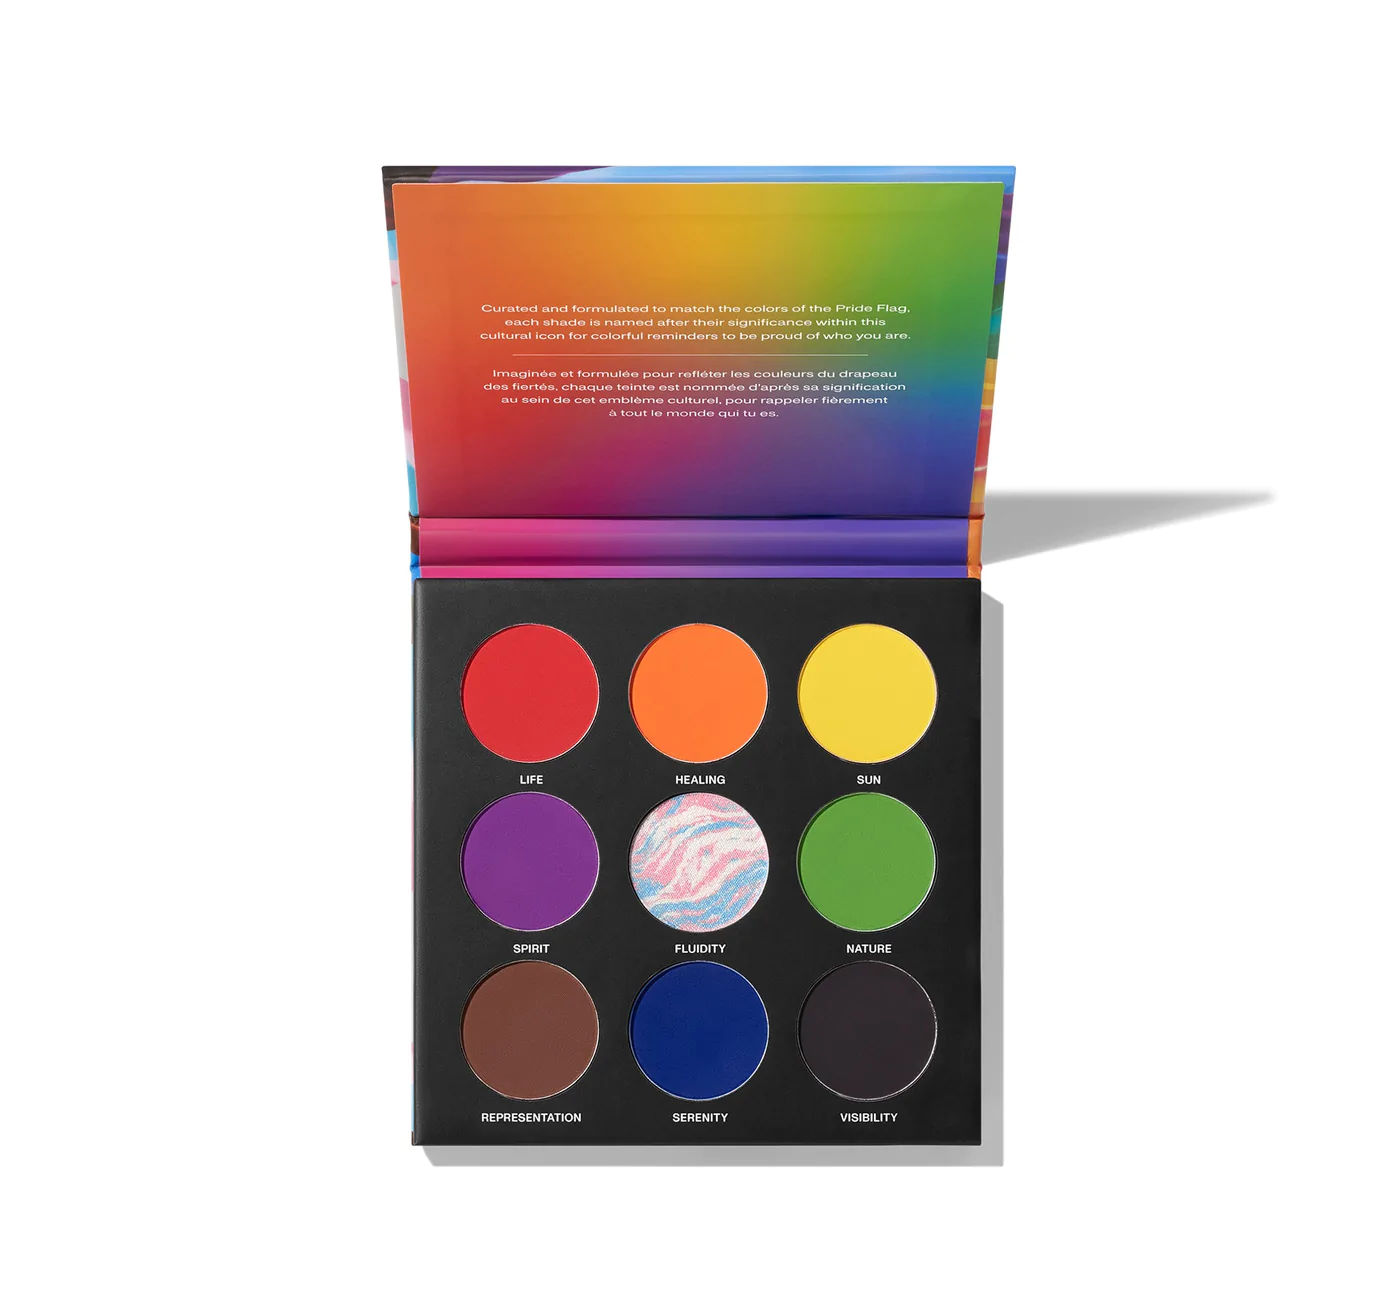 Curated and formulated to match the colors of the Pride Flag,
each shade is named after their significance within this
cultural icon for colorful reminders to be proud of who you are.
Imaginée et formulée pour refléter les couleurs du drapeau
des fiertés, chaque teinte est nommée d'après sa signification
au sein de cet emblème culturel, pour rappeler fièrement
à tout le monde qui tu es.
LIFE HEALING SUN
SPIRIT FLUIDITY NATURE
REPRESENTATION SERENITY VISIBILITY